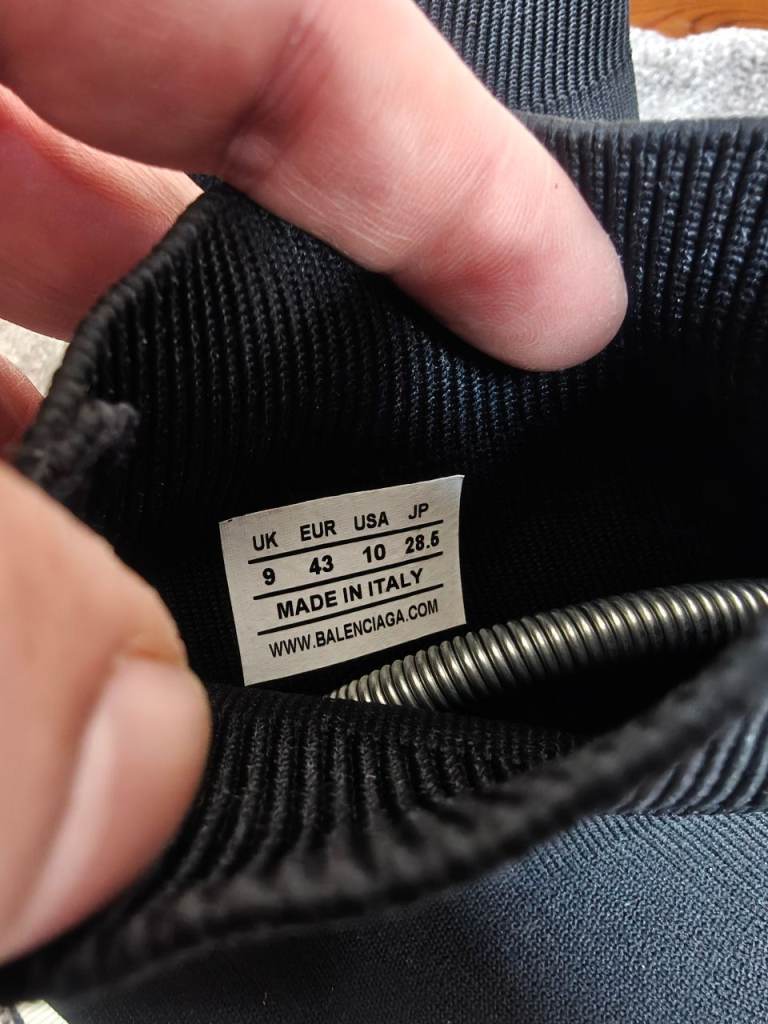 UK EUR USA JP
9 43 10 28.5
MADE IN ITALY
WWW.BALENCIAGA.COM